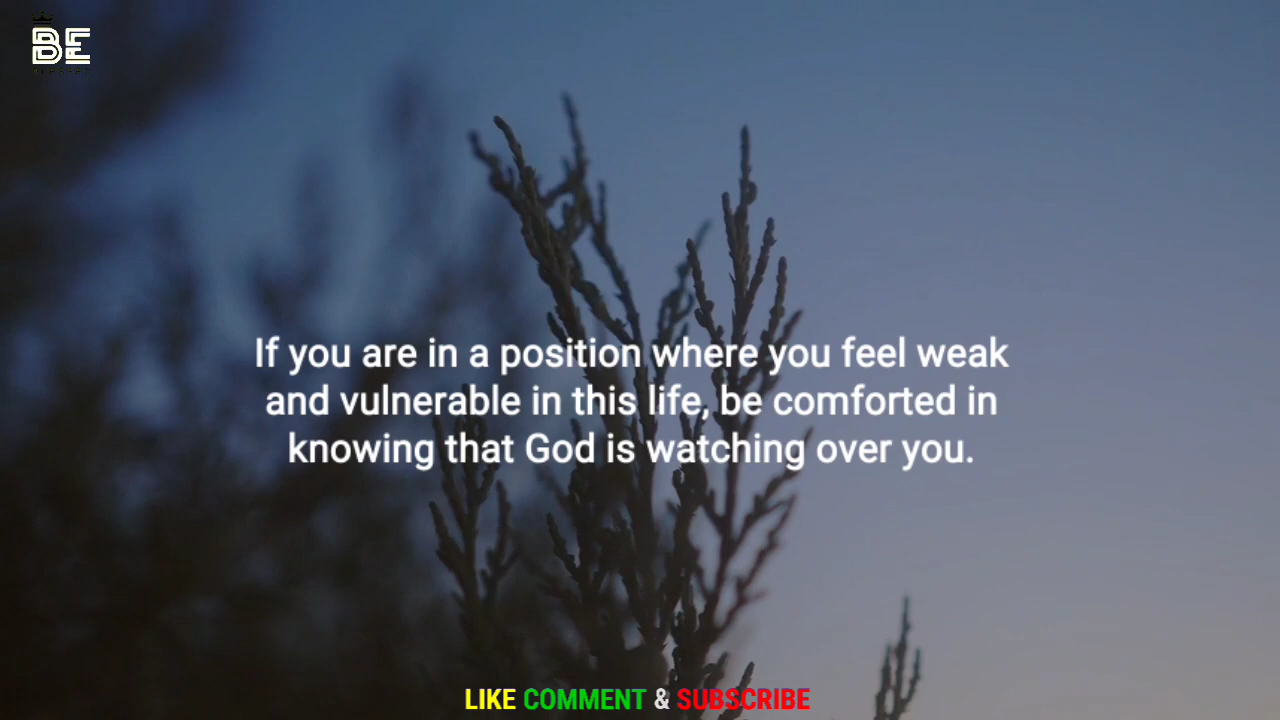 BE
If you are in a position where you feel weak
and vulnerable in this life, be comforted in
knowing that God is watching over you.
LIKE COMMENT & SUBSCRIBE